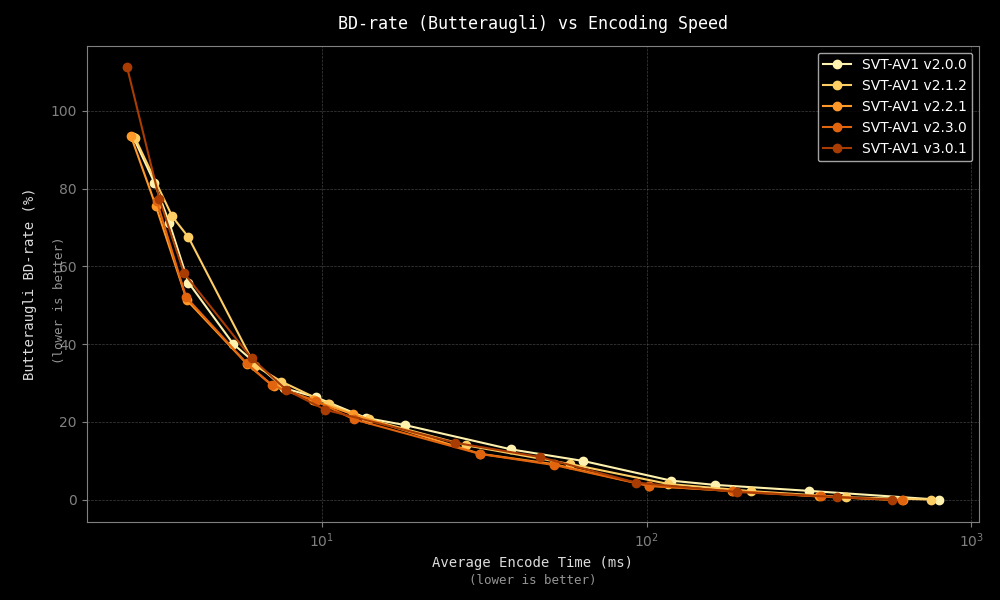 BD-rate (Butteraugli) vs Encoding Speed
SVT-AV1 v2.0.0
SVT-AV1 v2.1.2
SVT-AV1 v2.2.1
SVT-AV1 v2.3.0
SVT-AV1 v3.0.1
Butteraugli BD-rate (%)
(lower is better)
100
80
60
40
20
0
10¹ 10² 10³
Average Encode Time (ms)
(lower is better)